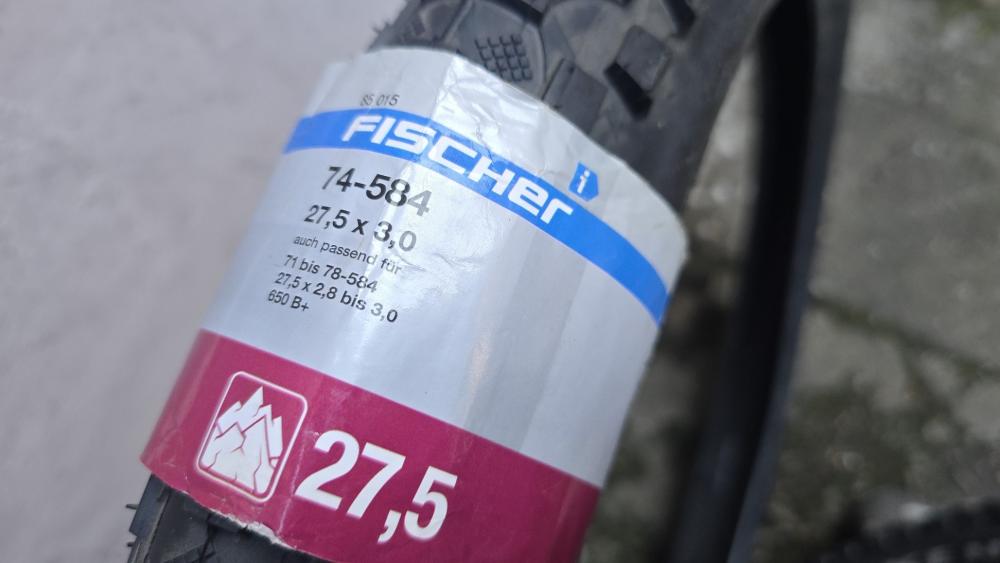 85 015
FISCHer
i
74-584
27,5 x 3,0
auch passend für
71 bis 78-584
27,5 x 2,8 bis 3,0
650 B+
27,5